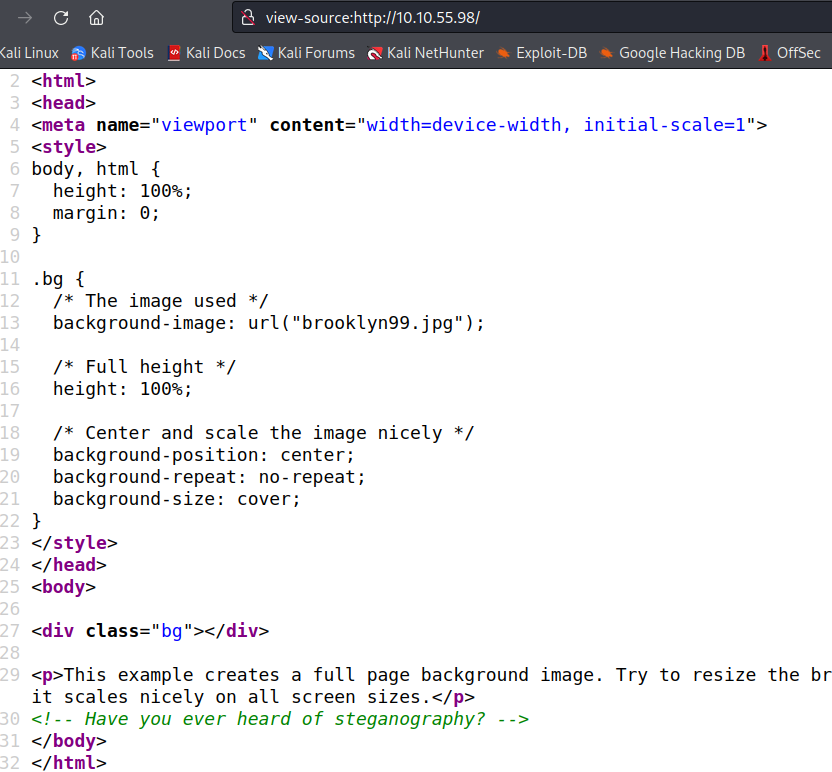 view-source:http://10.10.55.98/
Kali Linux Kali Tools Kali Docs Kali Forums Kali NetHunter Exploit-DB Google Hacking DB OffSec
2 <html>
3 <head>
4 <meta name="viewport" content="width=device-width, initial-scale=1">
5 <style>
6 body, html {
7   height: 100%;
8   margin: 0;
9 }
10
11 .bg {
12   /* The image used */
13   background-image: url("brooklyn99.jpg");
14
15   /* Full height */
16   height: 100%;
17
18   /* Center and scale the image nicely */
19   background-position: center;
20   background-repeat: no-repeat;
21   background-size: cover;
22 }
23 </style>
24 </head>
25 <body>
26
27 <div class="bg"></div>
28
29 <p>This example creates a full page background image. Try to resize the br
it scales nicely on all screen sizes.</p>
30 <!-- Have you ever heard of steganography? -->
31 </body>
32 </html>